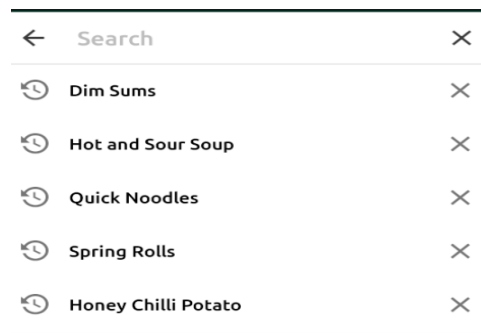 Search
Dim Sums
Hot and Sour Soup
Quick Noodles
Spring Rolls
Honey Chilli Potato